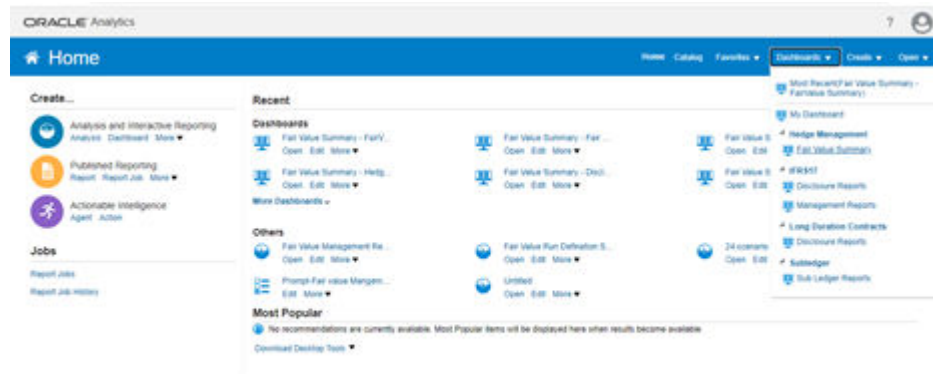 ORACLE Analytics
?
Home
Home Catalog Favorites Dashboards Create Open
Create...
Analysis and Interactive Reporting
Analysis Dashboard More
Published Reporting
Report Report Job More
Actionable Intelligence
Agent Action
Jobs
Report Jobs
Report Job History
Recent
Dashboards
Fair Value Summary - FairV...
Open Edit More
Fair Value Summary - Fair ...
Open Edit More
Fair Value S
Open Edit
Fair Value Summary - Hedg...
Open Edit More
Fair Value Summary - Discl...
Open Edit More
Fair Value S
Open Edit
More Dashboards
Others
Fair Value Management Re...
Open Edit More
Fair Value Run Defination S...
Open Edit More
24 scenario
Open Edit
Prompt-Fair value Mangem...
Edit More
Untitled
Open Edit More
Most Popular
No recommendations are currently available. Most Popular items will be displayed here when results become available
Download Desktop Tools
Most Recent(Fair Value Summary -
FairValue Summary)
My Dashboard
Hedge Management
Fair Value Summary
IFRS17
Disclosure Reports
Management Reports
Long Duration Contracts
Disclosure Reports
Subledger
Sub Ledger Reports